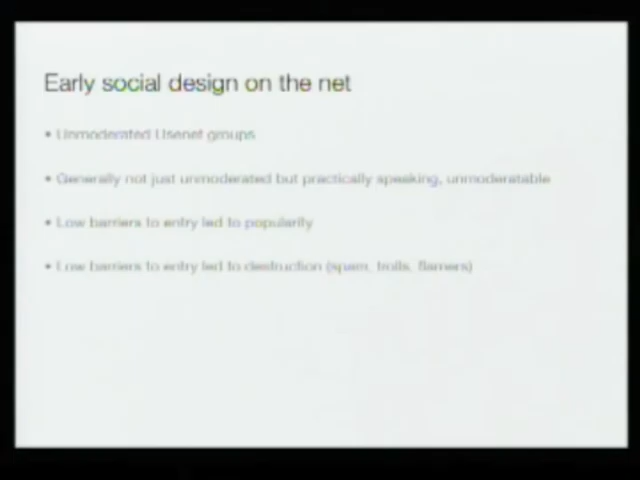 Early social design on the net
• Unmoderated Usenet groups
• Generally not just unmoderated but practically speaking, unmoderatable
• Low barriers to entry led to popularity
• Low barriers to entry led to destruction (spam, trolls, flamers)